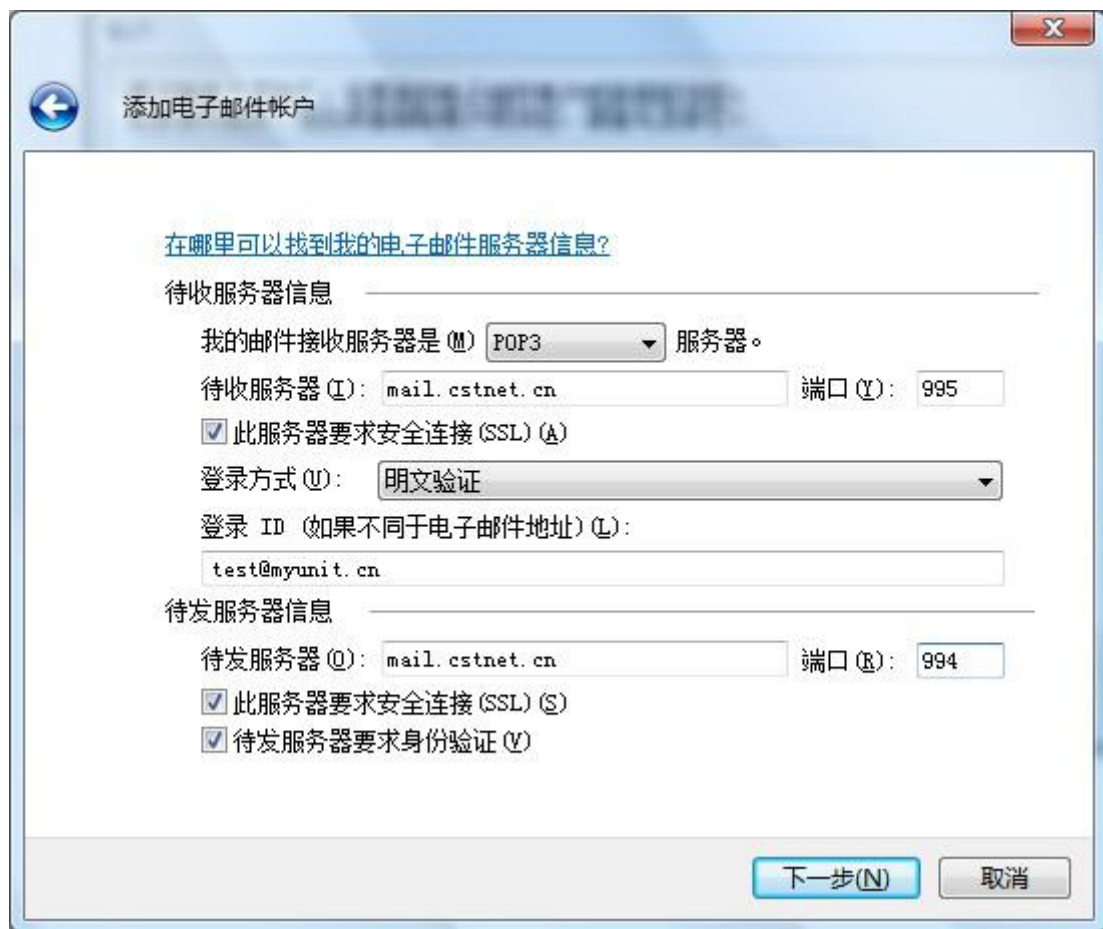 添加电子邮件帐户
在哪里可以找到我的电子邮件服务器信息?
待收服务器信息
我的邮件接收服务器是(M) POP3 服务器。
待收服务器(I): mail.cstnet.cn 端口(Y): 995
此服务器要求安全连接(SSL)(A)
登录方式(U): 明文验证
登录 ID (如果不同于电子邮件地址)(L):
test@myunit.cn
待发服务器信息
待发服务器(O): mail.cstnet.cn 端口(R): 994
此服务器要求安全连接(SSL)(S)
待发服务器要求身份验证(V)
下一步(N) 取消